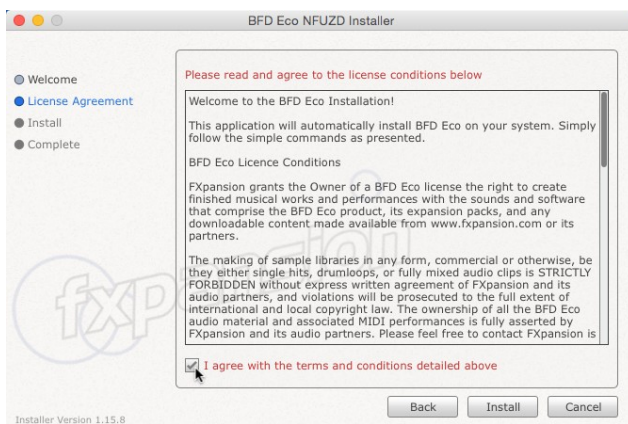 BFD Eco NFUZD Installer
Welcome
License Agreement
Install
Complete
Please read and agree to the license conditions below
Welcome to the BFD Eco Installation!
This application will automatically install BFD Eco on your system. Simply
follow the simple commands as presented.
BFD Eco Licence Conditions
FXpansion grants the Owner of a BFD Eco license the right to create
finished musical works and performances with the sounds and software
that comprise the BFD Eco product, its expansion packs, and any
downloadable content made available from www.fxpansion.com or its
partners.
The making of sample libraries in any form, commercial or otherwise, be
they either single hits, drumloops, or fully mixed audio clips is STRICTLY
FORBIDDEN without express written agreement of FXpansion and its
audio partners, and violations will be prosecuted to the full extent of
international and local copyright law. The ownership of all the BFD Eco
audio material and associated MIDI performances is fully asserted by
FXpansion and its audio partners. Please feel free to contact FXpansion is
fxpansion
I agree with the terms and conditions detailed above
Back
Install
Cancel
Installer Version 1.15.8